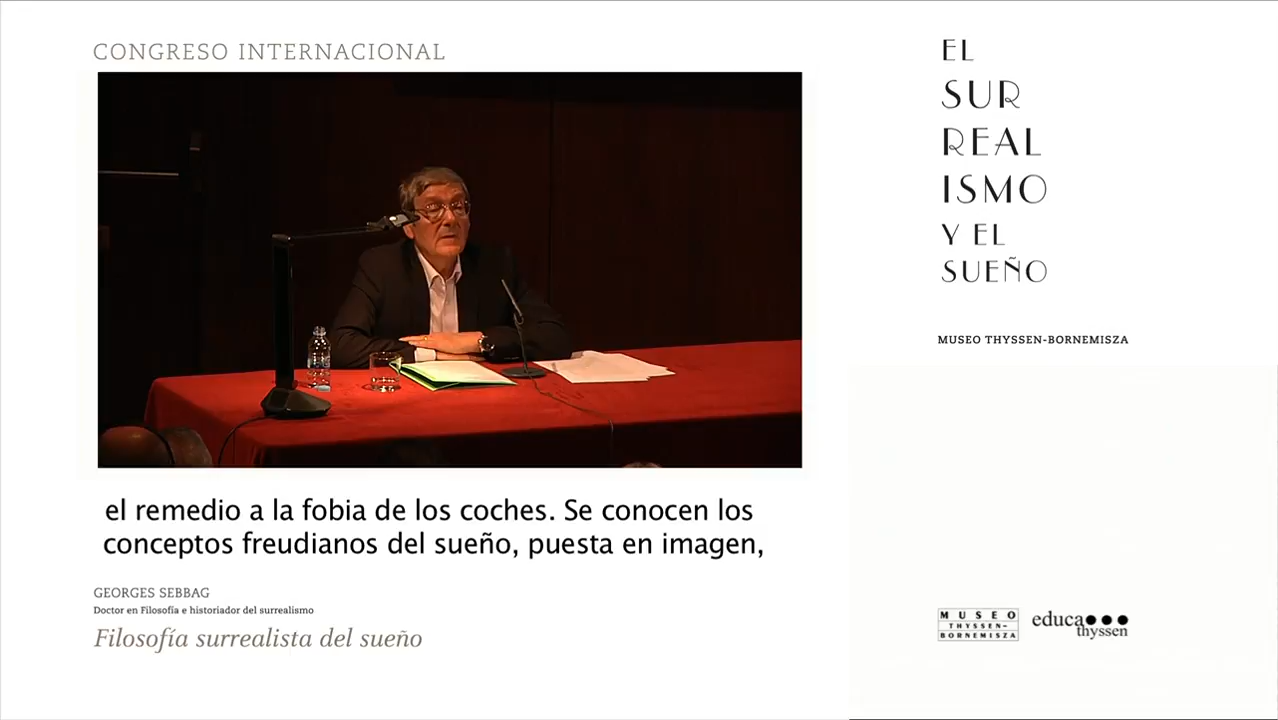 CONGRESO INTERNACIONAL
EL
SUR
REAL
ISMO
Y EL
SUEÑO
MUSEO THYSSEN-BORNEMISZA
el remedio a la fobia de los coches. Se conocen los
conceptos freudianos del sueño, puesta en imagen,
GEORGES SEBBAG
Doctor en Filosofía e historiador del surrealismo
Filosofía surrealista del sueño
MUSEO
THYSSEN-
BORNEMISZA
educa
thyssen